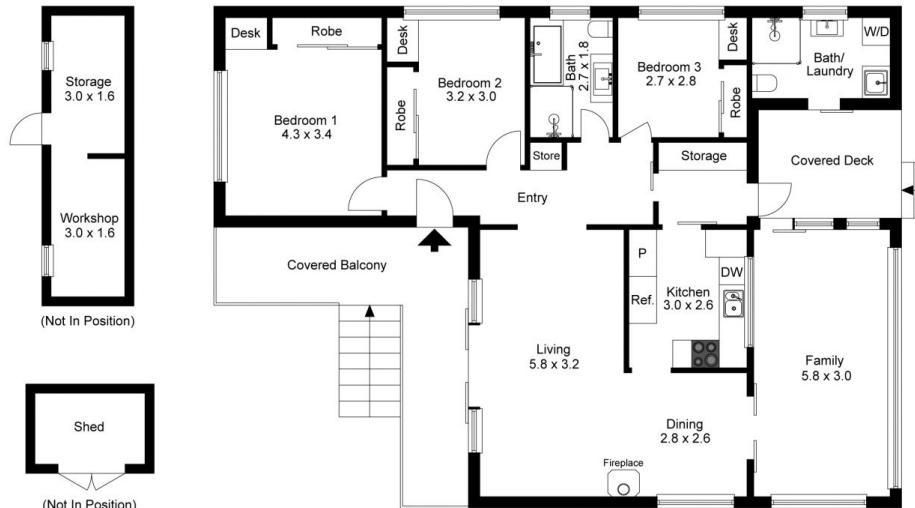 Storage
3.0 x 1.6
Workshop
3.0 x 1.6
(Not In Position)
Shed
(Not In Position)
Desk
Robe
Bedroom 1
4.3 x 3.4
Desk
Bedroom 2
3.2 x 3.0
Robe
Bath
2.7 x 1.8
Desk
Bedroom 3
2.7 x 2.8
Robe
W/D
Bath/
Laundry
Store
Storage
Covered Deck
Entry
Covered Balcony
P
Ref.
DW
Kitchen
3.0 x 2.6
Living
5.8 x 3.2
Family
5.8 x 3.0
Dining
2.8 x 2.6
Fireplace